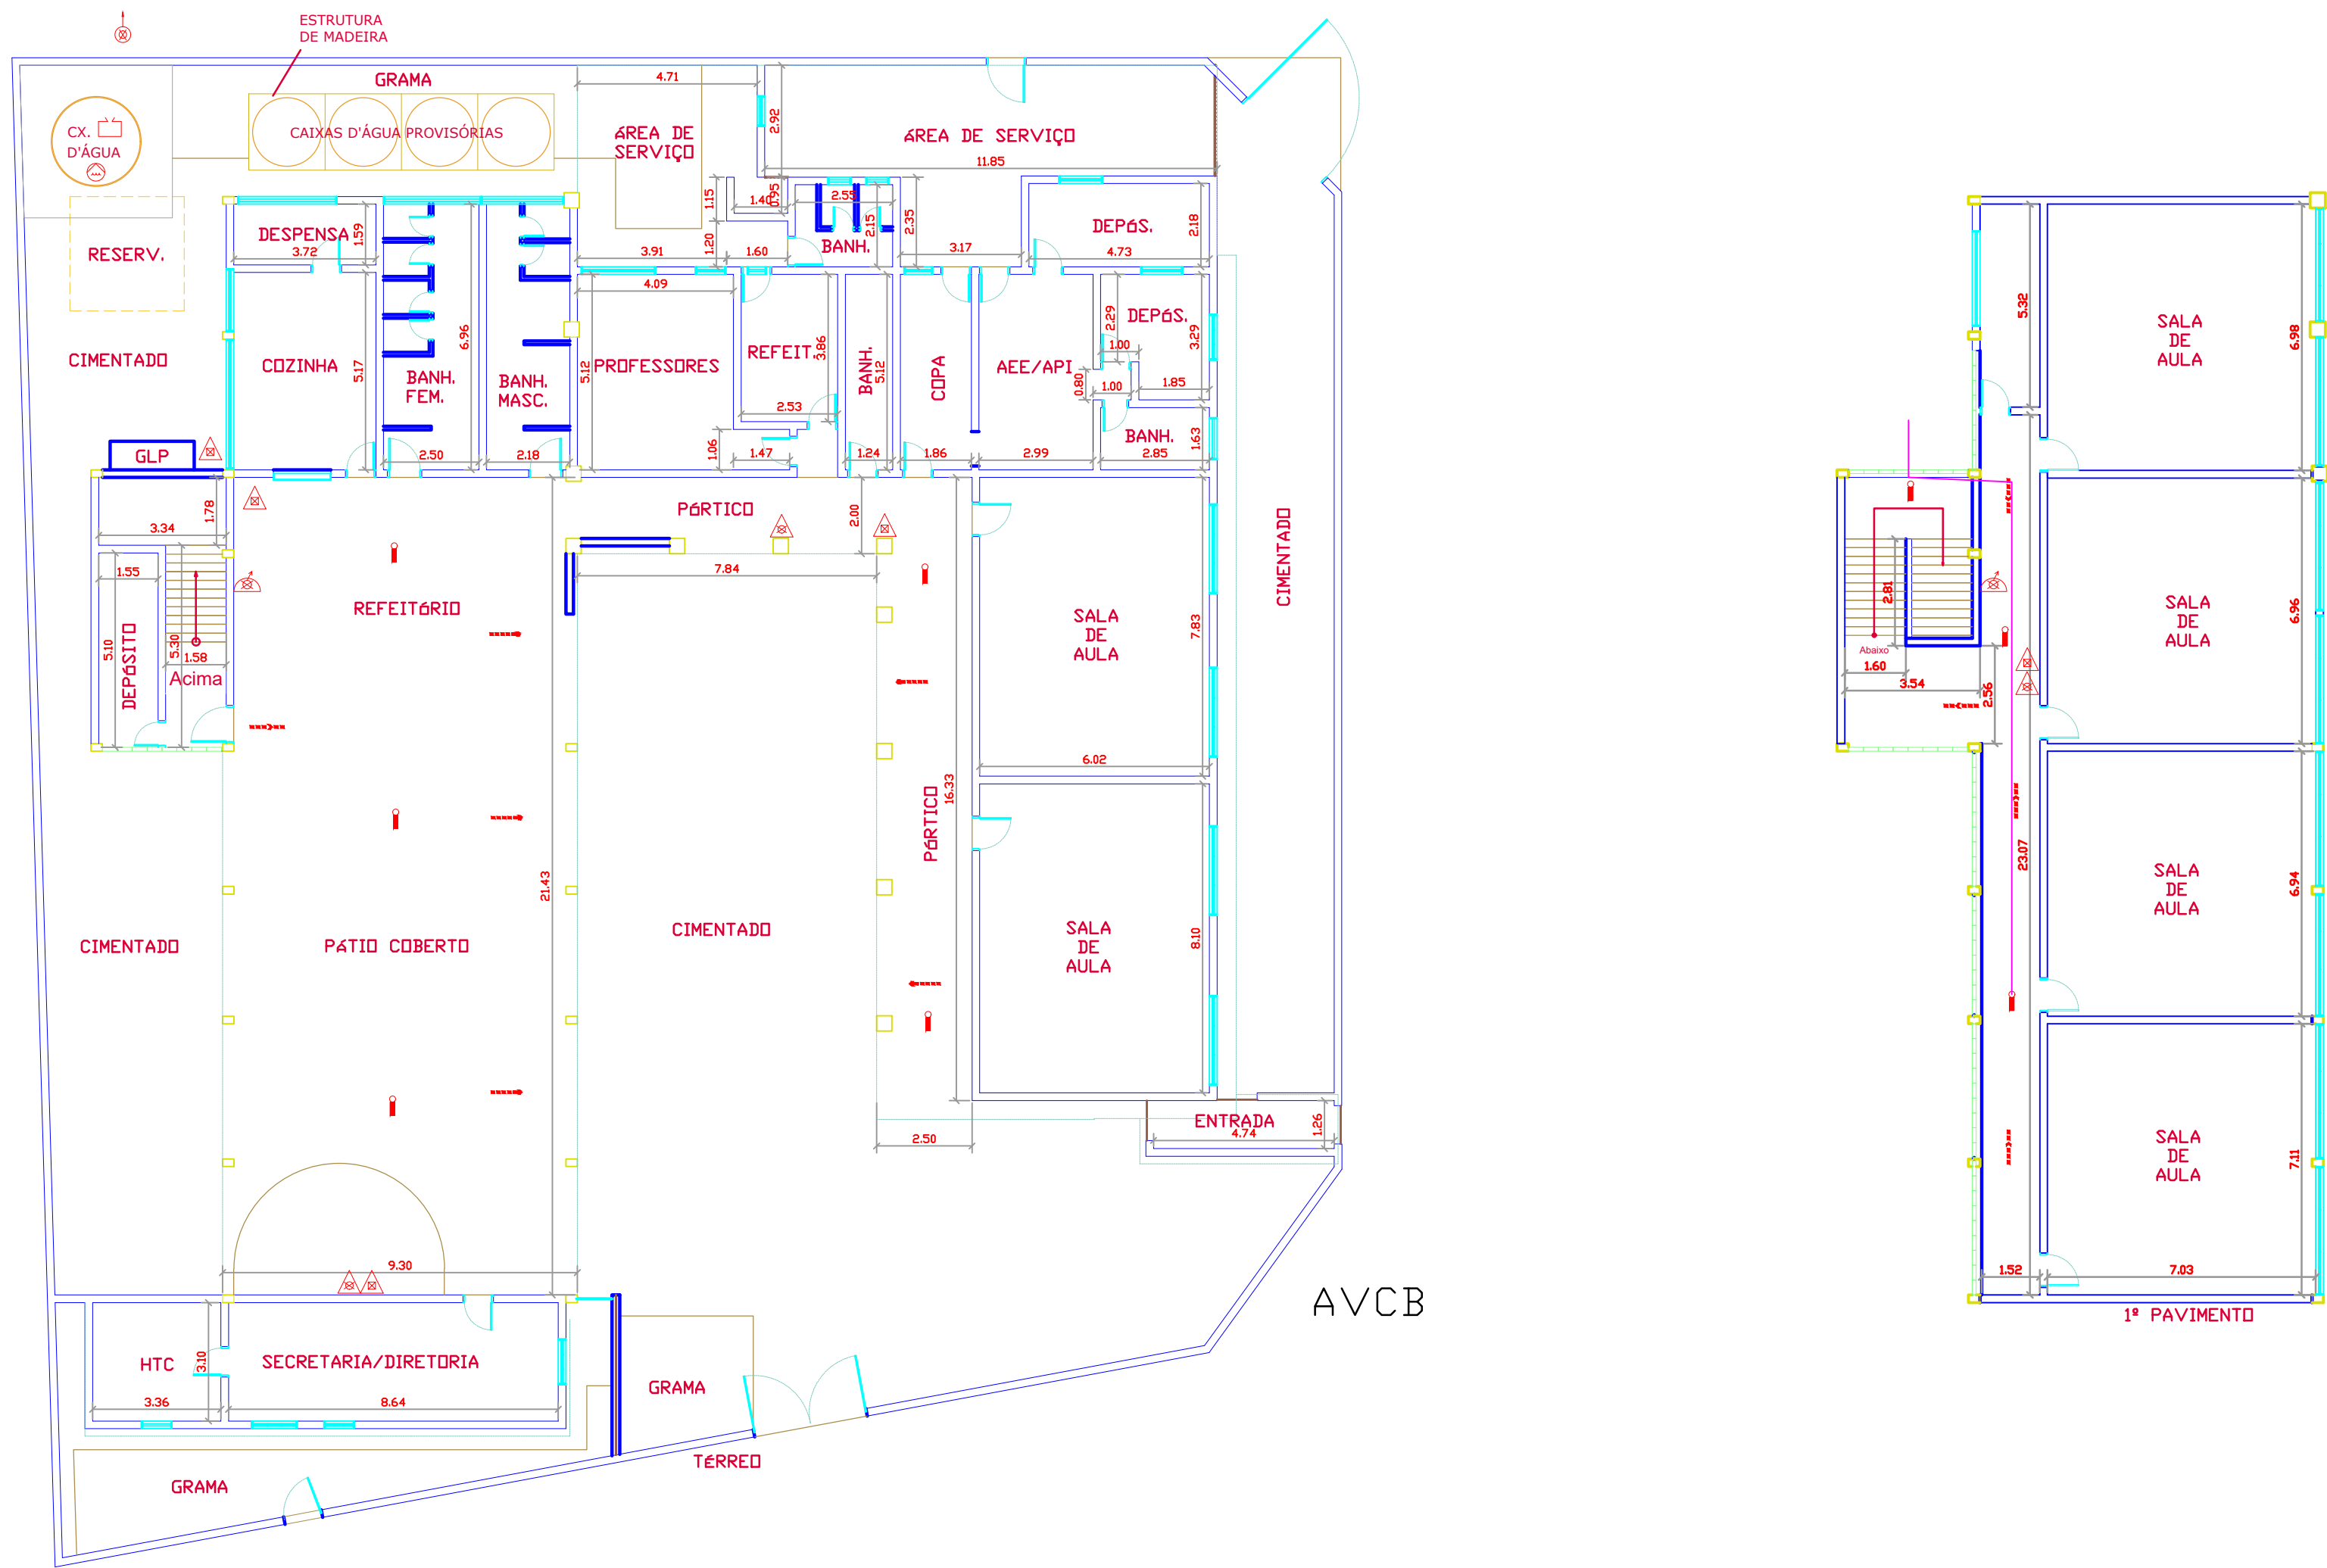 ESTRUTURA
DE MADEIRA
GRAMA
4.71
CX.
D'ÁGUA
CAIXAS D'ÁGUA PROVISÓRIAS
ÁREA DE
SERVIÇO
2.92
ÁREA DE SERVIÇO
11.85
RESERV.
DESPENSA
3.72
1.59
1.15
1.40
0.95
2.55
2.15
2.35
BANH.
3.91
1.20
1.60
3.17
DEPÓS.
4.73
2.18
CIMENTADO
COZINHA
5.17
6.96
BANH.
FEM.
BANH.
MASC.
4.09
5.12
PROFESSORES
REFEIT.
3.86
2.53
BANH.
5.12
COPA
AEE/API
2.29
DEPÓS.
3.29
1.00
0.80
1.00
1.85
BANH.
1.63
GLP
2.50
2.18
1.06
1.47
1.24
1.86
2.99
2.85
3.34
1.78
PÓRTICO
2.00
1.55
5.10
DEPÓSITO
5.30
1.58
Acima
REFEITÓRIO
7.84
SALA
DE
AULA
7.83
6.02
CIMENTADO
16.33
PÓRTICO
21.43
CIMENTADO
PÁTIO COBERTO
CIMENTADO
SALA
DE
AULA
8.10
ENTRADA
4.74
1.26
2.50
9.30
AVCB
HTC
3.10
SECRETARIA/DIRETORIA
3.36
8.64
GRAMA
TÉRREO
GRAMA
5.32
SALA
DE
AULA
6.98
2.81
Abaixo
1.60
3.54
2.56
SALA
DE
AULA
6.96
23.07
SALA
DE
AULA
6.94
SALA
DE
AULA
7.11
1.52
7.03
1º PAVIMENTO